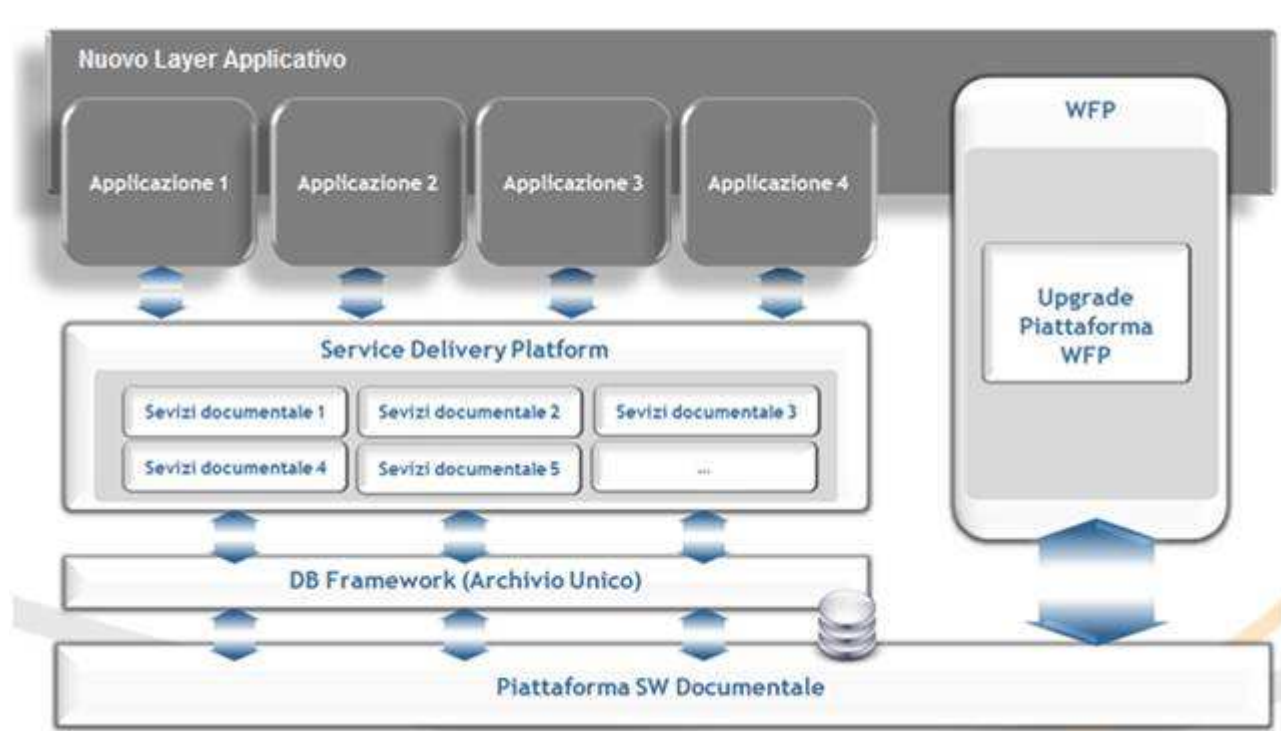 Nuovo Layer Applicativo
WFP
Applicazione 1
Applicazione 2
Applicazione 3
Applicazione 4
Upgrade
Piattaforma
WFP
Service Delivery Platform
Sevizi documentale 1
Sevizi documentale 2
Sevizi documentale 3
Sevizi documentale 4
Sevizi documentale 5
...
DB Framework (Archivio Unico)
Piattaforma SW Documentale